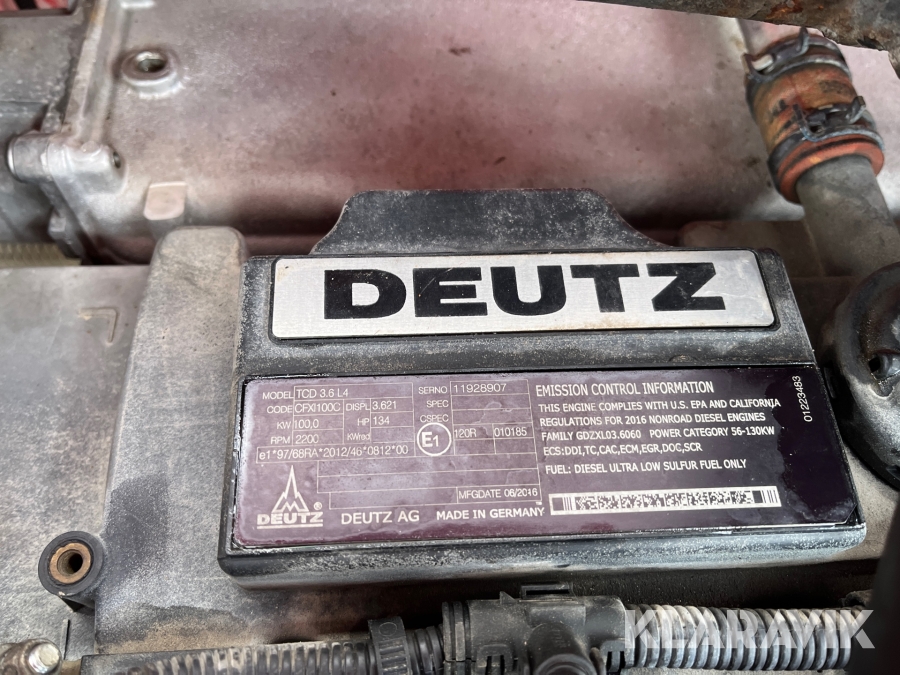 DEUTZ
MODEL TCD 3.6 L4 SERNO 11928907
CODE CFX100C DISPL 3.621 SPEC
KW 100,0 HP 134 CSPEC
RPM 2200 KWred E1 120R 010185
e1*97/68RA*2012/46*0812*00
MFGDATE 06/2016
DEUTZ® DEUTZ AG MADE IN GERMANY
EMISSION CONTROL INFORMATION
THIS ENGINE COMPLIES WITH U.S. EPA AND CALIFORNIA
REGULATIONS FOR 2016 NONROAD DIESEL ENGINES
FAMILY GDZXL03.6060 POWER CATEGORY 56-130KW
ECS:DDI,TC,CAC,ECM,EGR,DOC,SCR
FUEL: DIESEL ULTRA LOW SULFUR FUEL ONLY
01223483
KLARAVIK